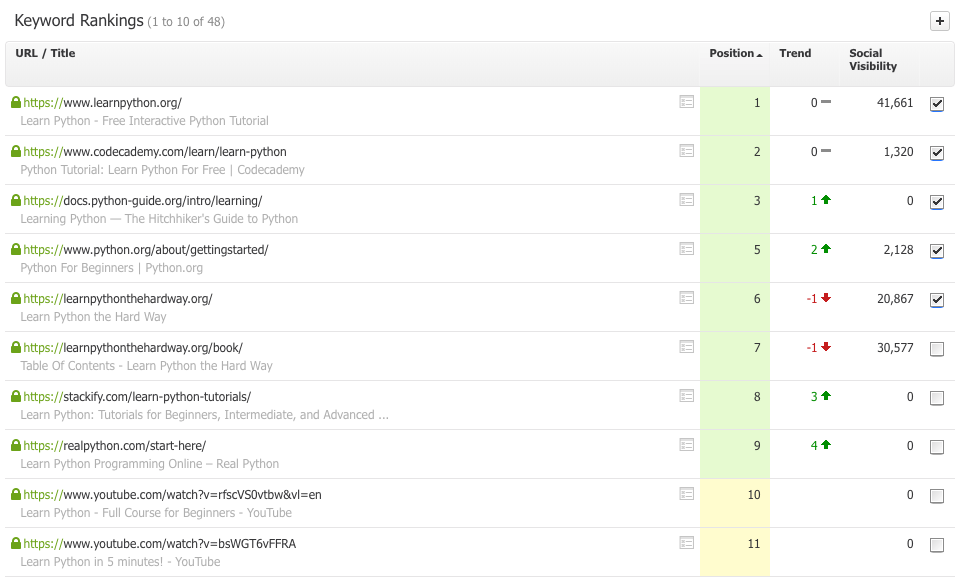 Keyword Rankings (1 to 10 of 48)
URL / Title Position Trend Social Visibility
https://www.learnpython.org/ 1 0 41,661
Learn Python - Free Interactive Python Tutorial
https://www.codecademy.com/learn/learn-python 2 0 1,320
Python Tutorial: Learn Python For Free | Codecademy
https://docs.python-guide.org/intro/learning/ 3 1 0
Learning Python — The Hitchhiker's Guide to Python
https://www.python.org/about/gettingstarted/ 5 2 2,128
Python For Beginners | Python.org
https://learnpythonthehardway.org/ 6 -1 20,867
Learn Python the Hard Way
https://learnpythonthehardway.org/book/ 7 -1 30,577
Table Of Contents - Learn Python the Hard Way
https://stackify.com/learn-python-tutorials/ 8 3 0
Learn Python: Tutorials for Beginners, Intermediate, and Advanced ...
https://realpython.com/start-here/ 9 4 0
Learn Python Programming Online – Real Python
https://www.youtube.com/watch?v=rfscVS0vtbw&vl=en 10 0
Learn Python - Full Course for Beginners - YouTube
https://www.youtube.com/watch?v=bsWGT6vFFRA 11 0
Learn Python in 5 minutes! - YouTube